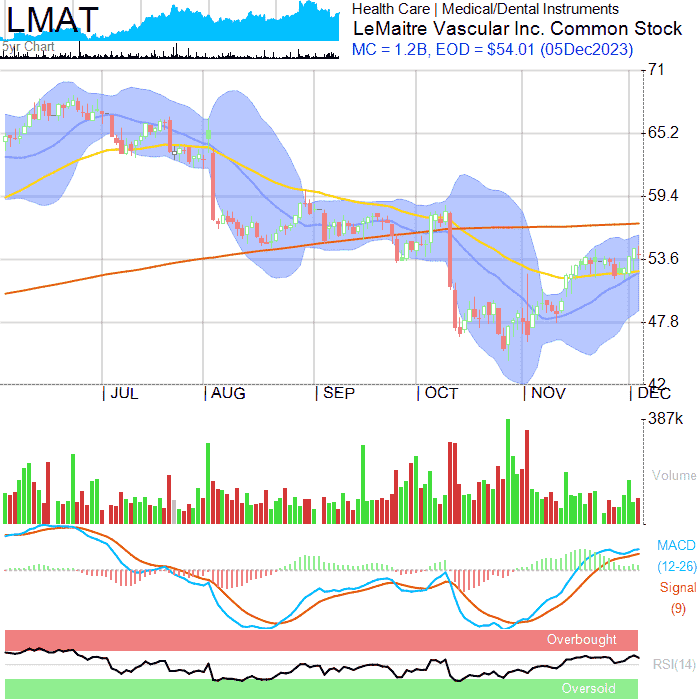 LMAT
5yr Chart
Health Care | Medical/Dental Instruments
LeMaitre Vascular Inc. Common Stock
MC = 1.2B, EOD = $54.01 (05Dec2023)
71
65.2
59.4
53.6
47.8
42
JUL
AUG
SEP
OCT
NOV
DEC
387k
Volume
MACD
(12-26)
Signal
(9)
Overbought
RSI(14)
Oversold